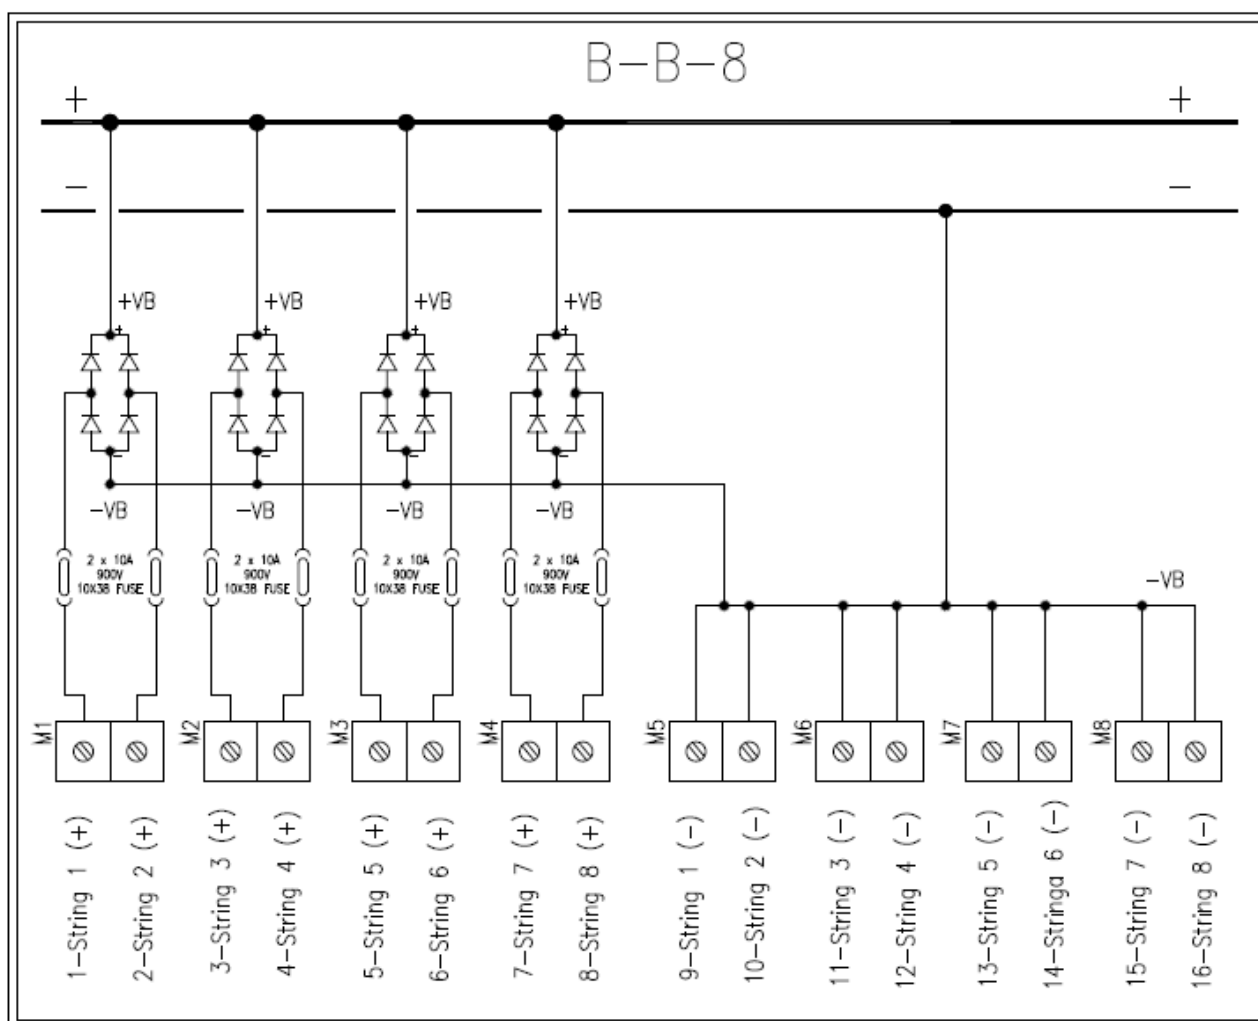 B-B-8
+ +
- -
+VB +VB +VB +VB
+ + + +
- - - -
-VB -VB -VB -VB
2 x 10A 2 x 10A 2 x 10A 2 x 10A
900V 900V 900V 900V
10X38 FUSE 10X38 FUSE 10X38 FUSE 10X38 FUSE
-VB
M1 M2 M3 M4 M5 M6 M7 M8
1-String 1 (+)
2-String 2 (+)
3-String 3 (+)
4-String 4 (+)
5-String 5 (+)
6-String 6 (+)
7-String 7 (+)
8-String 8 (+)
9-String 1 (-)
10-String 2 (-)
11-String 3 (-)
12-String 4 (-)
13-String 5 (-)
14-Stringa 6 (-)
15-String 7 (-)
16-String 8 (-)